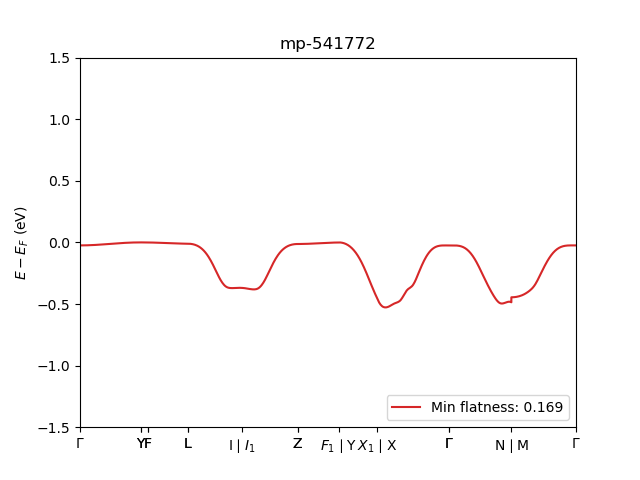 mp-541772
E − E_F (eV)
1.5
1.0
0.5
0.0
−0.5
−1.0
−1.5
Min flatness: 0.169
Γ YF L I | I₁ Z F₁ | Y X₁ | X Γ N | M Γ